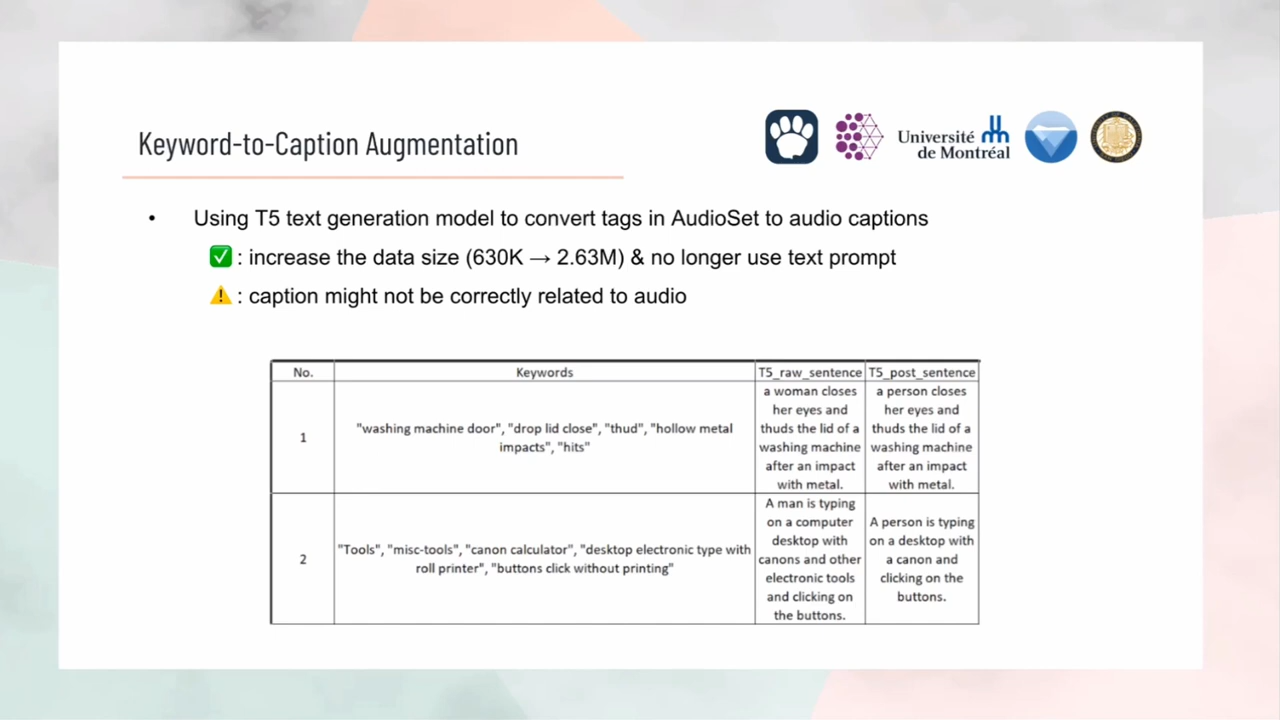 Keyword-to-Caption Augmentation
Université
de Montréal
• Using T5 text generation model to convert tags in AudioSet to audio captions
✅ : increase the data size (630K → 2.63M) & no longer use text prompt
⚠️ : caption might not be correctly related to audio
No. Keywords T5_raw_sentence T5_post_sentence
1
"washing machine door", "drop lid close", "thud", "hollow metal
impacts", "hits"
a woman closes
her eyes and
thuds the lid of a
washing machine
after an impact
with metal.
a person closes
her eyes and
thuds the lid of a
washing machine
after an impact
with metal.
2
"Tools", "misc-tools", "canon calculator", "desktop electronic type with
roll printer", "buttons click without printing"
A man is typing
on a computer
desktop with
canons and other
electronic tools
and clicking on
the buttons.
A person is typing
on a desktop with
a canon and
clicking on the
buttons.